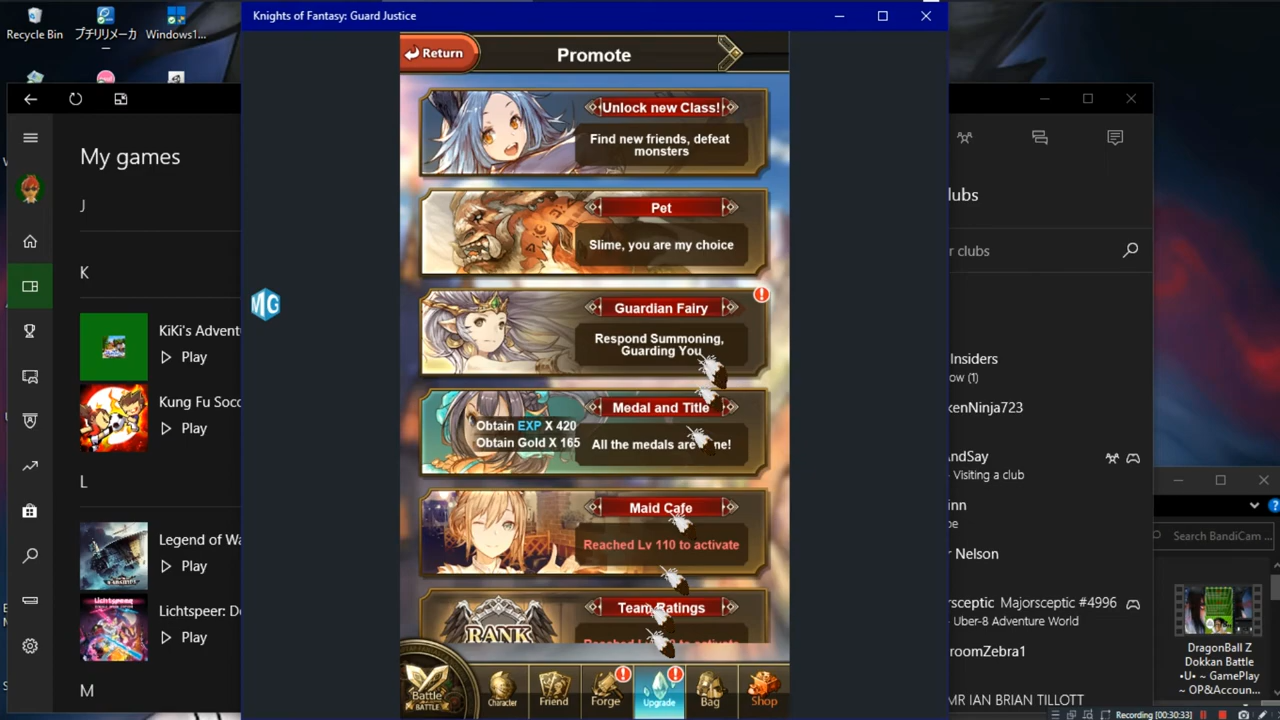 Recycle Bin
プチリメーカ
ー
Windows1...
Knights of Fantasy: Guard Justice
Return
Promote
Unlock new Class!
Find new friends, defeat
monsters
Pet
Slime, you are my choice
Guardian Fairy
Respond Summoning,
Guarding You
Medal and Title
Obtain EXP X 420
Obtain Gold X 165
All the medals are
Maid Cafe
Reached Lv 110 to activate
Team Ratings
RANK
Battle
BATTLE
Character
Friend
Forge
Upgrade
Bag
Shop
MG
My games
J
K
KiKi's Advent
Play
Kung Fu Socc
Play
L
Legend of Wa
Play
Lichtspeer: D
Play
M
lubs
r clubs
Insiders
ow (1)
kenNinja723
AndSay
- Visiting a club
inn
r Nelson
rsceptic Majorsceptic #4996
- Uber-8 Adventure World
roomZebra1
MR IAN BRIAN TILLOTT
Search BandiCam ...
DragonBall Z
Dokkan Battle
•U• ~ GamePlay
~ OP&Accoun...
Recording [00:30:33]